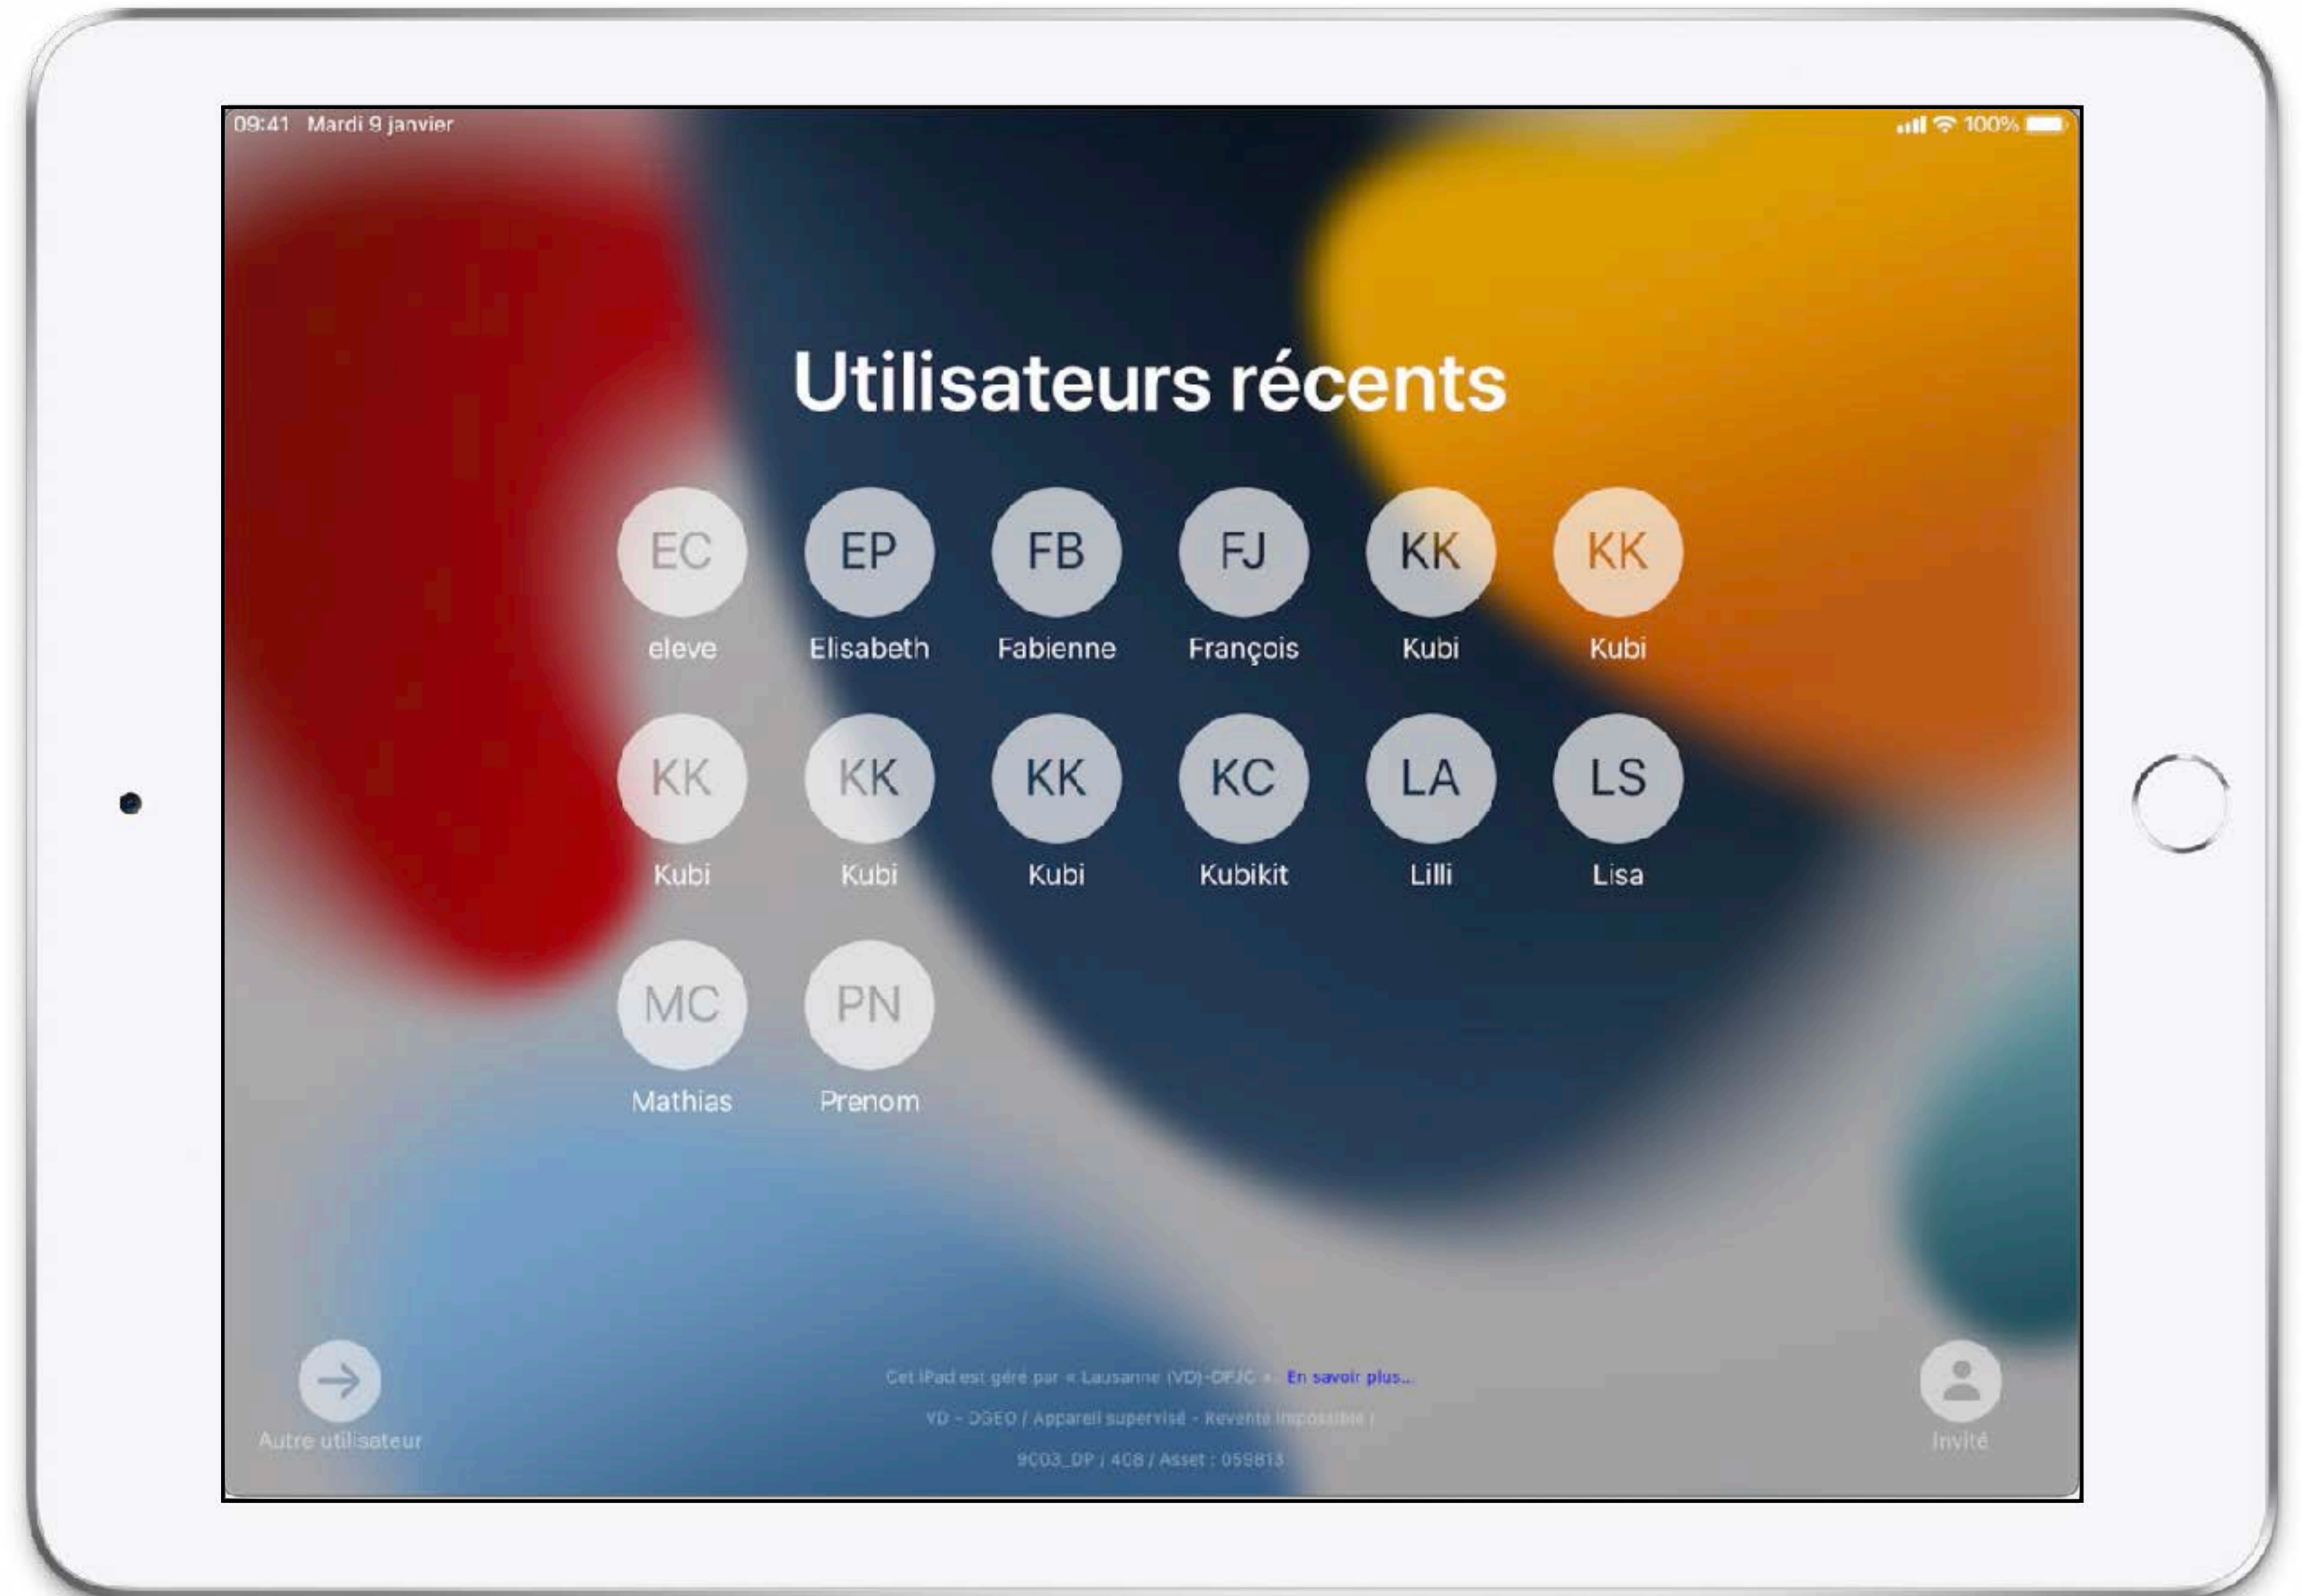 09:41 Mardi 9 janvier
100%
Utilisateurs récents
EC EP FB FJ KK KK
eleve Elisabeth Fabienne François Kubi Kubi
KK KK KK KC LA LS
Kubi Kubi Kubi Kubikit Lilli Lisa
MC PN
Mathias Prenom
Cet iPad est géré par « Lausanne (VD)-DFJC ». En savoir plus...
VD - DGEO / Appareil supervisé - Revente impossible !
9C03_DP / 408 / Asset : 059813
Autre utilisateur
Invité